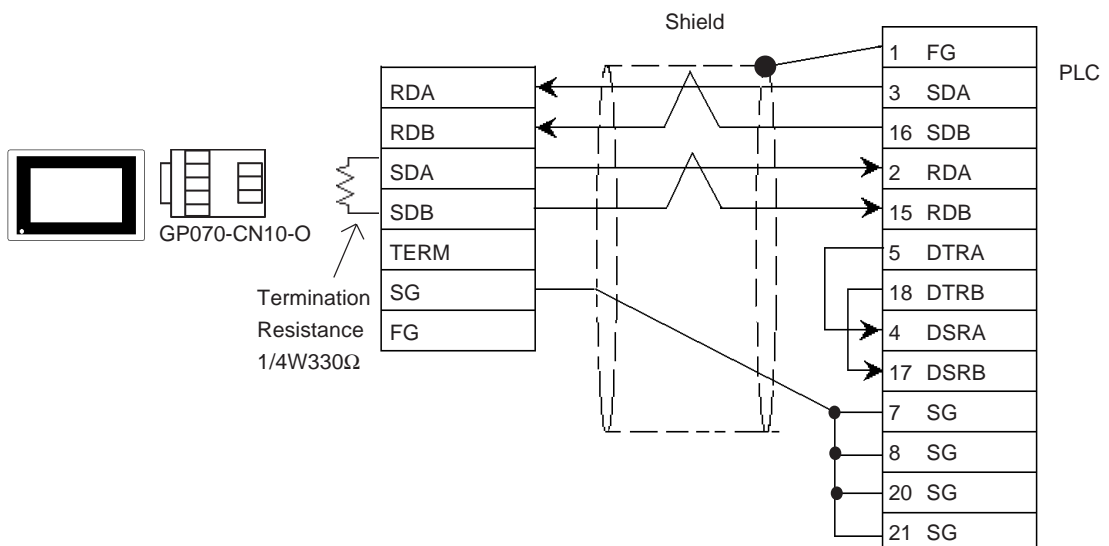 Shield
PLC
GP070-CN10-O
Termination
Resistance
1/4W330Ω
RDA
RDB
SDA
SDB
TERM
SG
FG
1 FG
3 SDA
16 SDB
2 RDA
15 RDB
5 DTRA
18 DTRB
4 DSRA
17 DSRB
7 SG
8 SG
20 SG
21 SG